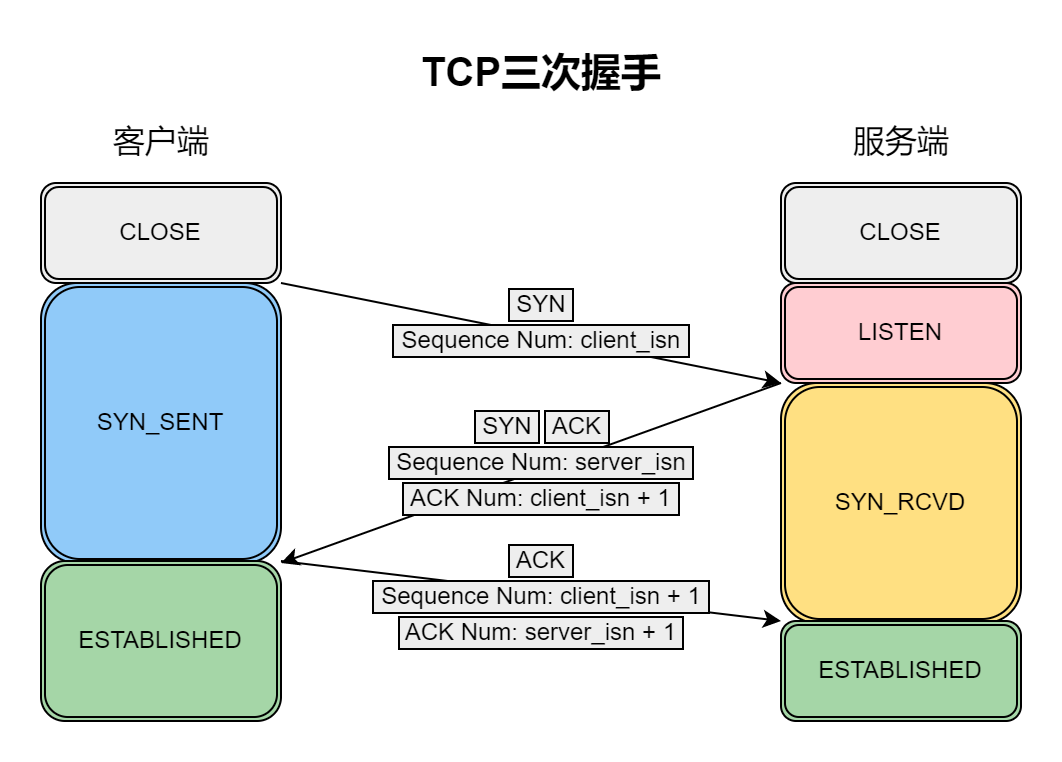 TCP三次握手
客户端
服务端
CLOSE
CLOSE
SYN
Sequence Num: client_isn
LISTEN
SYN_SENT
SYN ACK
Sequence Num: server_isn
ACK Num: client_isn + 1
SYN_RCVD
ACK
Sequence Num: client_isn + 1
ACK Num: server_isn + 1
ESTABLISHED
ESTABLISHED